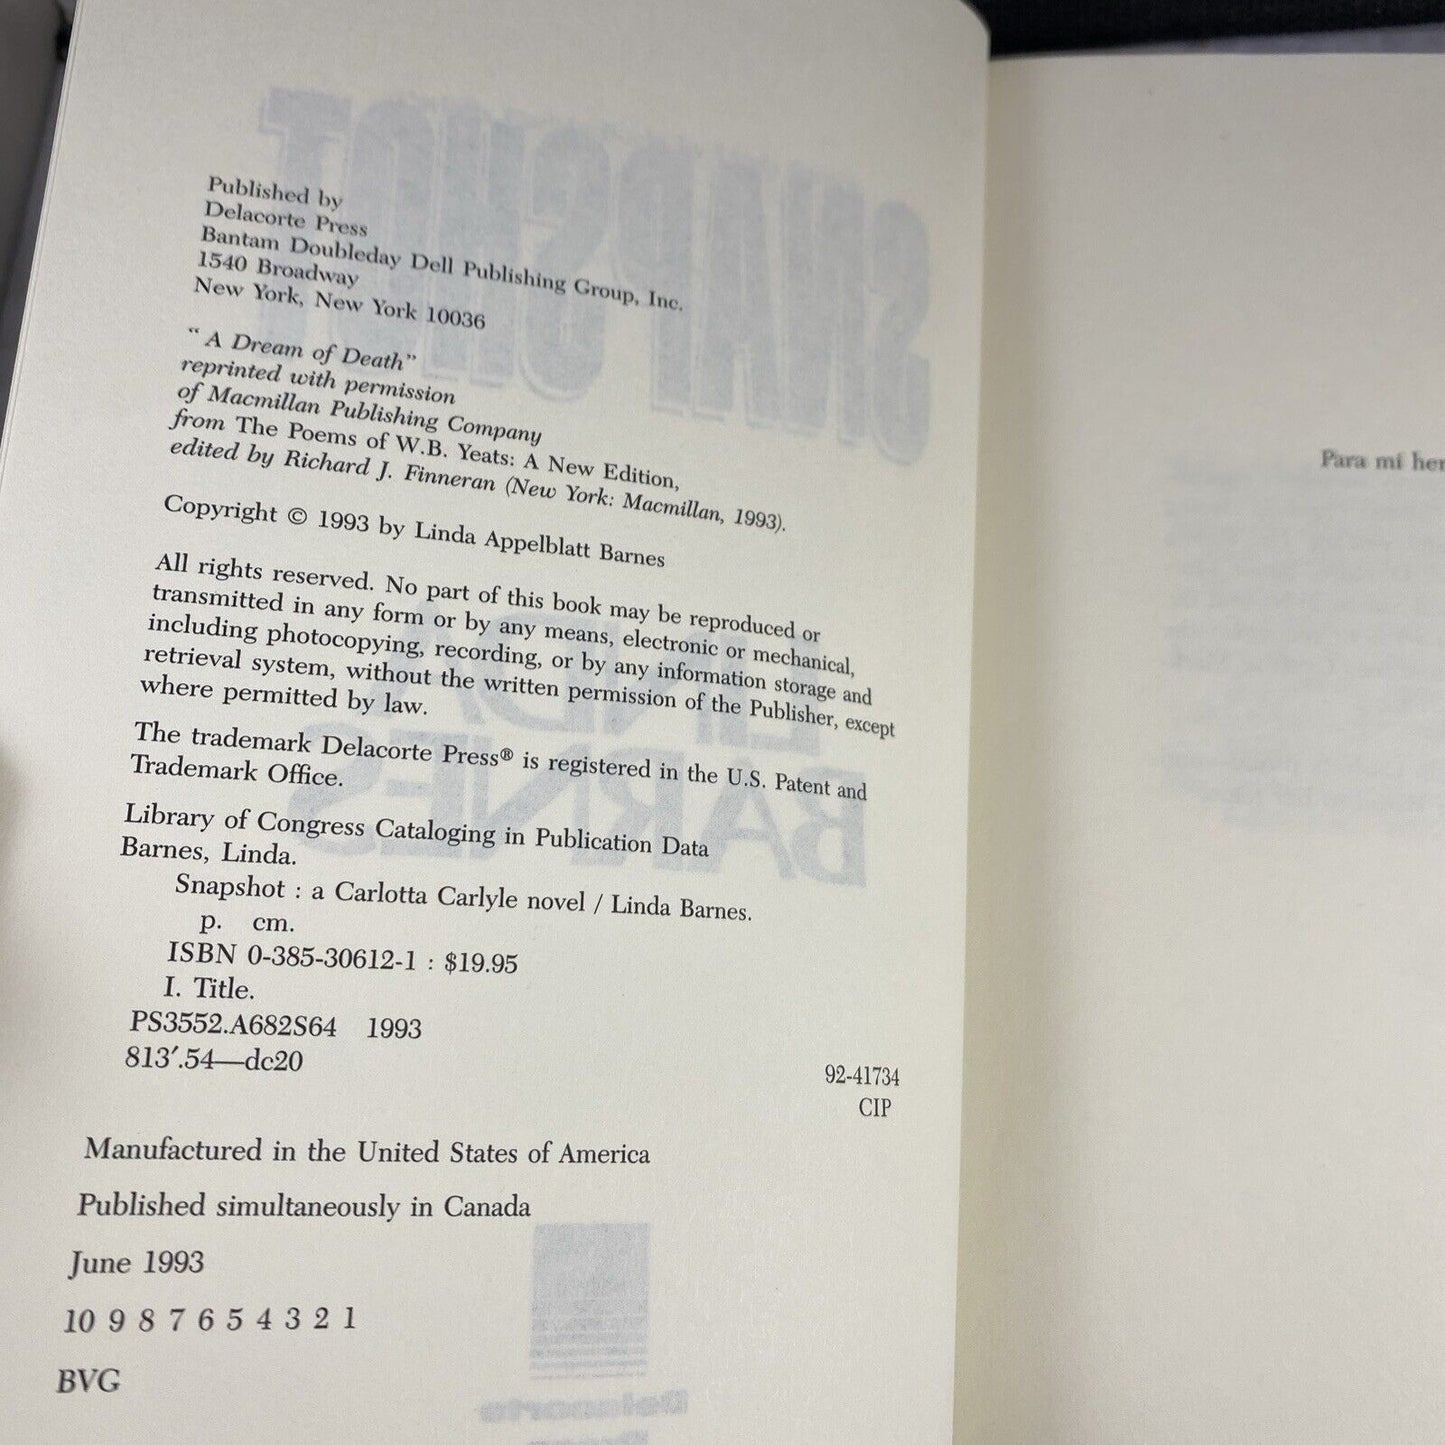 Published by
Delacorte Press
Bantam Doubleday Dell Publishing Group, Inc.
1540 Broadway
New York, New York 10036
“A Dream of Death”
reprinted with permission
of Macmillan Publishing Company
from The Poems of W.B. Yeats: A New Edition,
edited by Richard J. Finneran (New York: Macmillan, 1993).
Copyright © 1993 by Linda Appelblatt Barnes
All rights reserved. No part of this book may be reproduced or
transmitted in any form or by any means, electronic or mechanical,
including photocopying, recording, or by any information storage and
retrieval system, without the written permission of the Publisher, except
where permitted by law.
The trademark Delacorte Press® is registered in the U.S. Patent and
Trademark Office.
Library of Congress Cataloging in Publication Data
Barnes, Linda.
Snapshot : a Carlotta Carlyle novel / Linda Barnes.
p. cm.
ISBN 0-385-30612-1 : $19.95
I. Title.
PS3552.A682S64 1993
813′.54—dc20
92-41734
CIP
Manufactured in the United States of America
Published simultaneously in Canada
June 1993
10 9 8 7 6 5 4 3 2 1
BVG
SNAPSHOT
LINDA
BARNES
Delacorte
Press
Para mi her